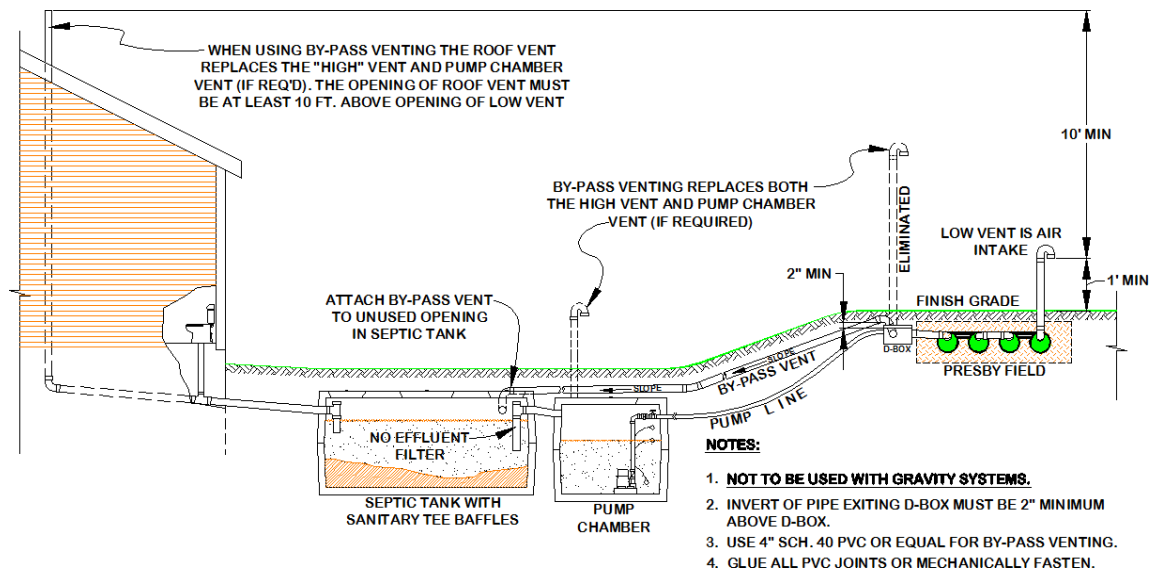 WHEN USING BY-PASS VENTING THE ROOF VENT
REPLACES THE "HIGH" VENT AND PUMP CHAMBER
VENT (IF REQ'D). THE OPENING OF ROOF VENT MUST
BE AT LEAST 10 FT. ABOVE OPENING OF LOW VENT
10' MIN
BY-PASS VENTING REPLACES BOTH
THE HIGH VENT AND PUMP CHAMBER
VENT (IF REQUIRED)
ELIMINATED
LOW VENT IS AIR
INTAKE
2" MIN
1' MIN
ATTACH BY-PASS VENT
TO UNUSED OPENING
IN SEPTIC TANK
FINISH GRADE
D-BOX
PRESBY FIELD
SLOPE
BY-PASS VENT
SLOPE
PUMP LINE
NO EFFLUENT
FILTER
SEPTIC TANK WITH
SANITARY TEE BAFFLES
PUMP
CHAMBER
NOTES:
1. NOT TO BE USED WITH GRAVITY SYSTEMS.
2. INVERT OF PIPE EXITING D-BOX MUST BE 2" MINIMUM
ABOVE D-BOX.
3. USE 4" SCH. 40 PVC OR EQUAL FOR BY-PASS VENTING.
4. GLUE ALL PVC JOINTS OR MECHANICALLY FASTEN.